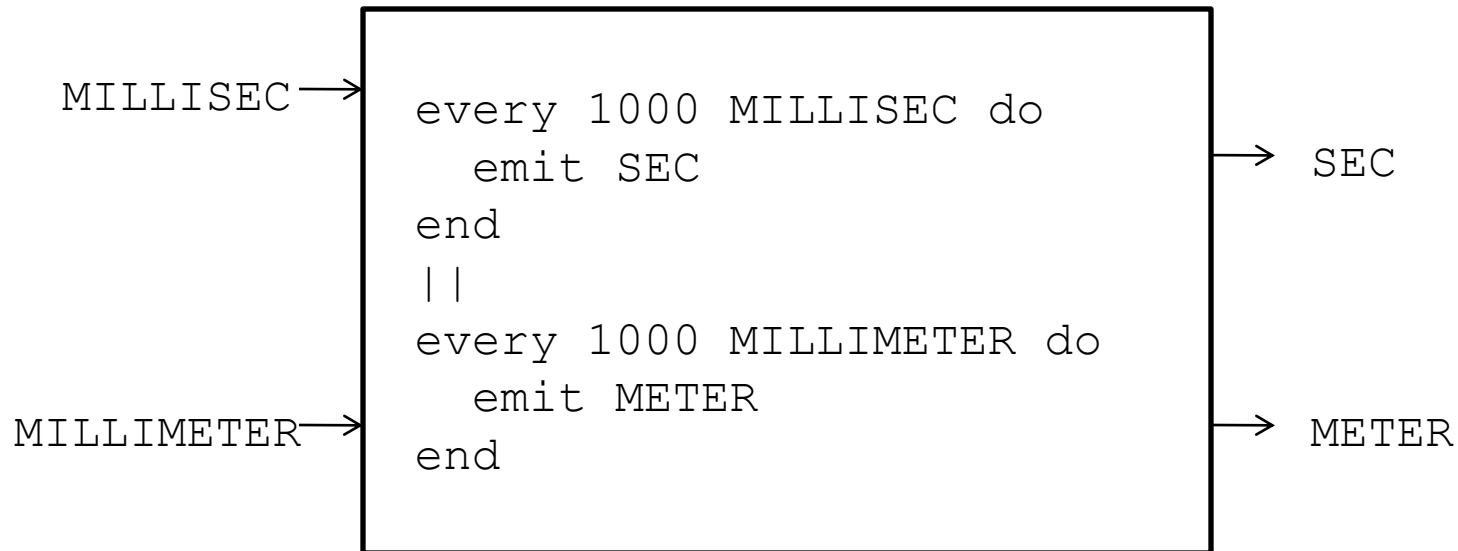 MILLISEC
every 1000 MILLISEC do
emit SEC
end
||
every 1000 MILLIMETER do
emit METER
end
MILLIMETER
SEC
METER